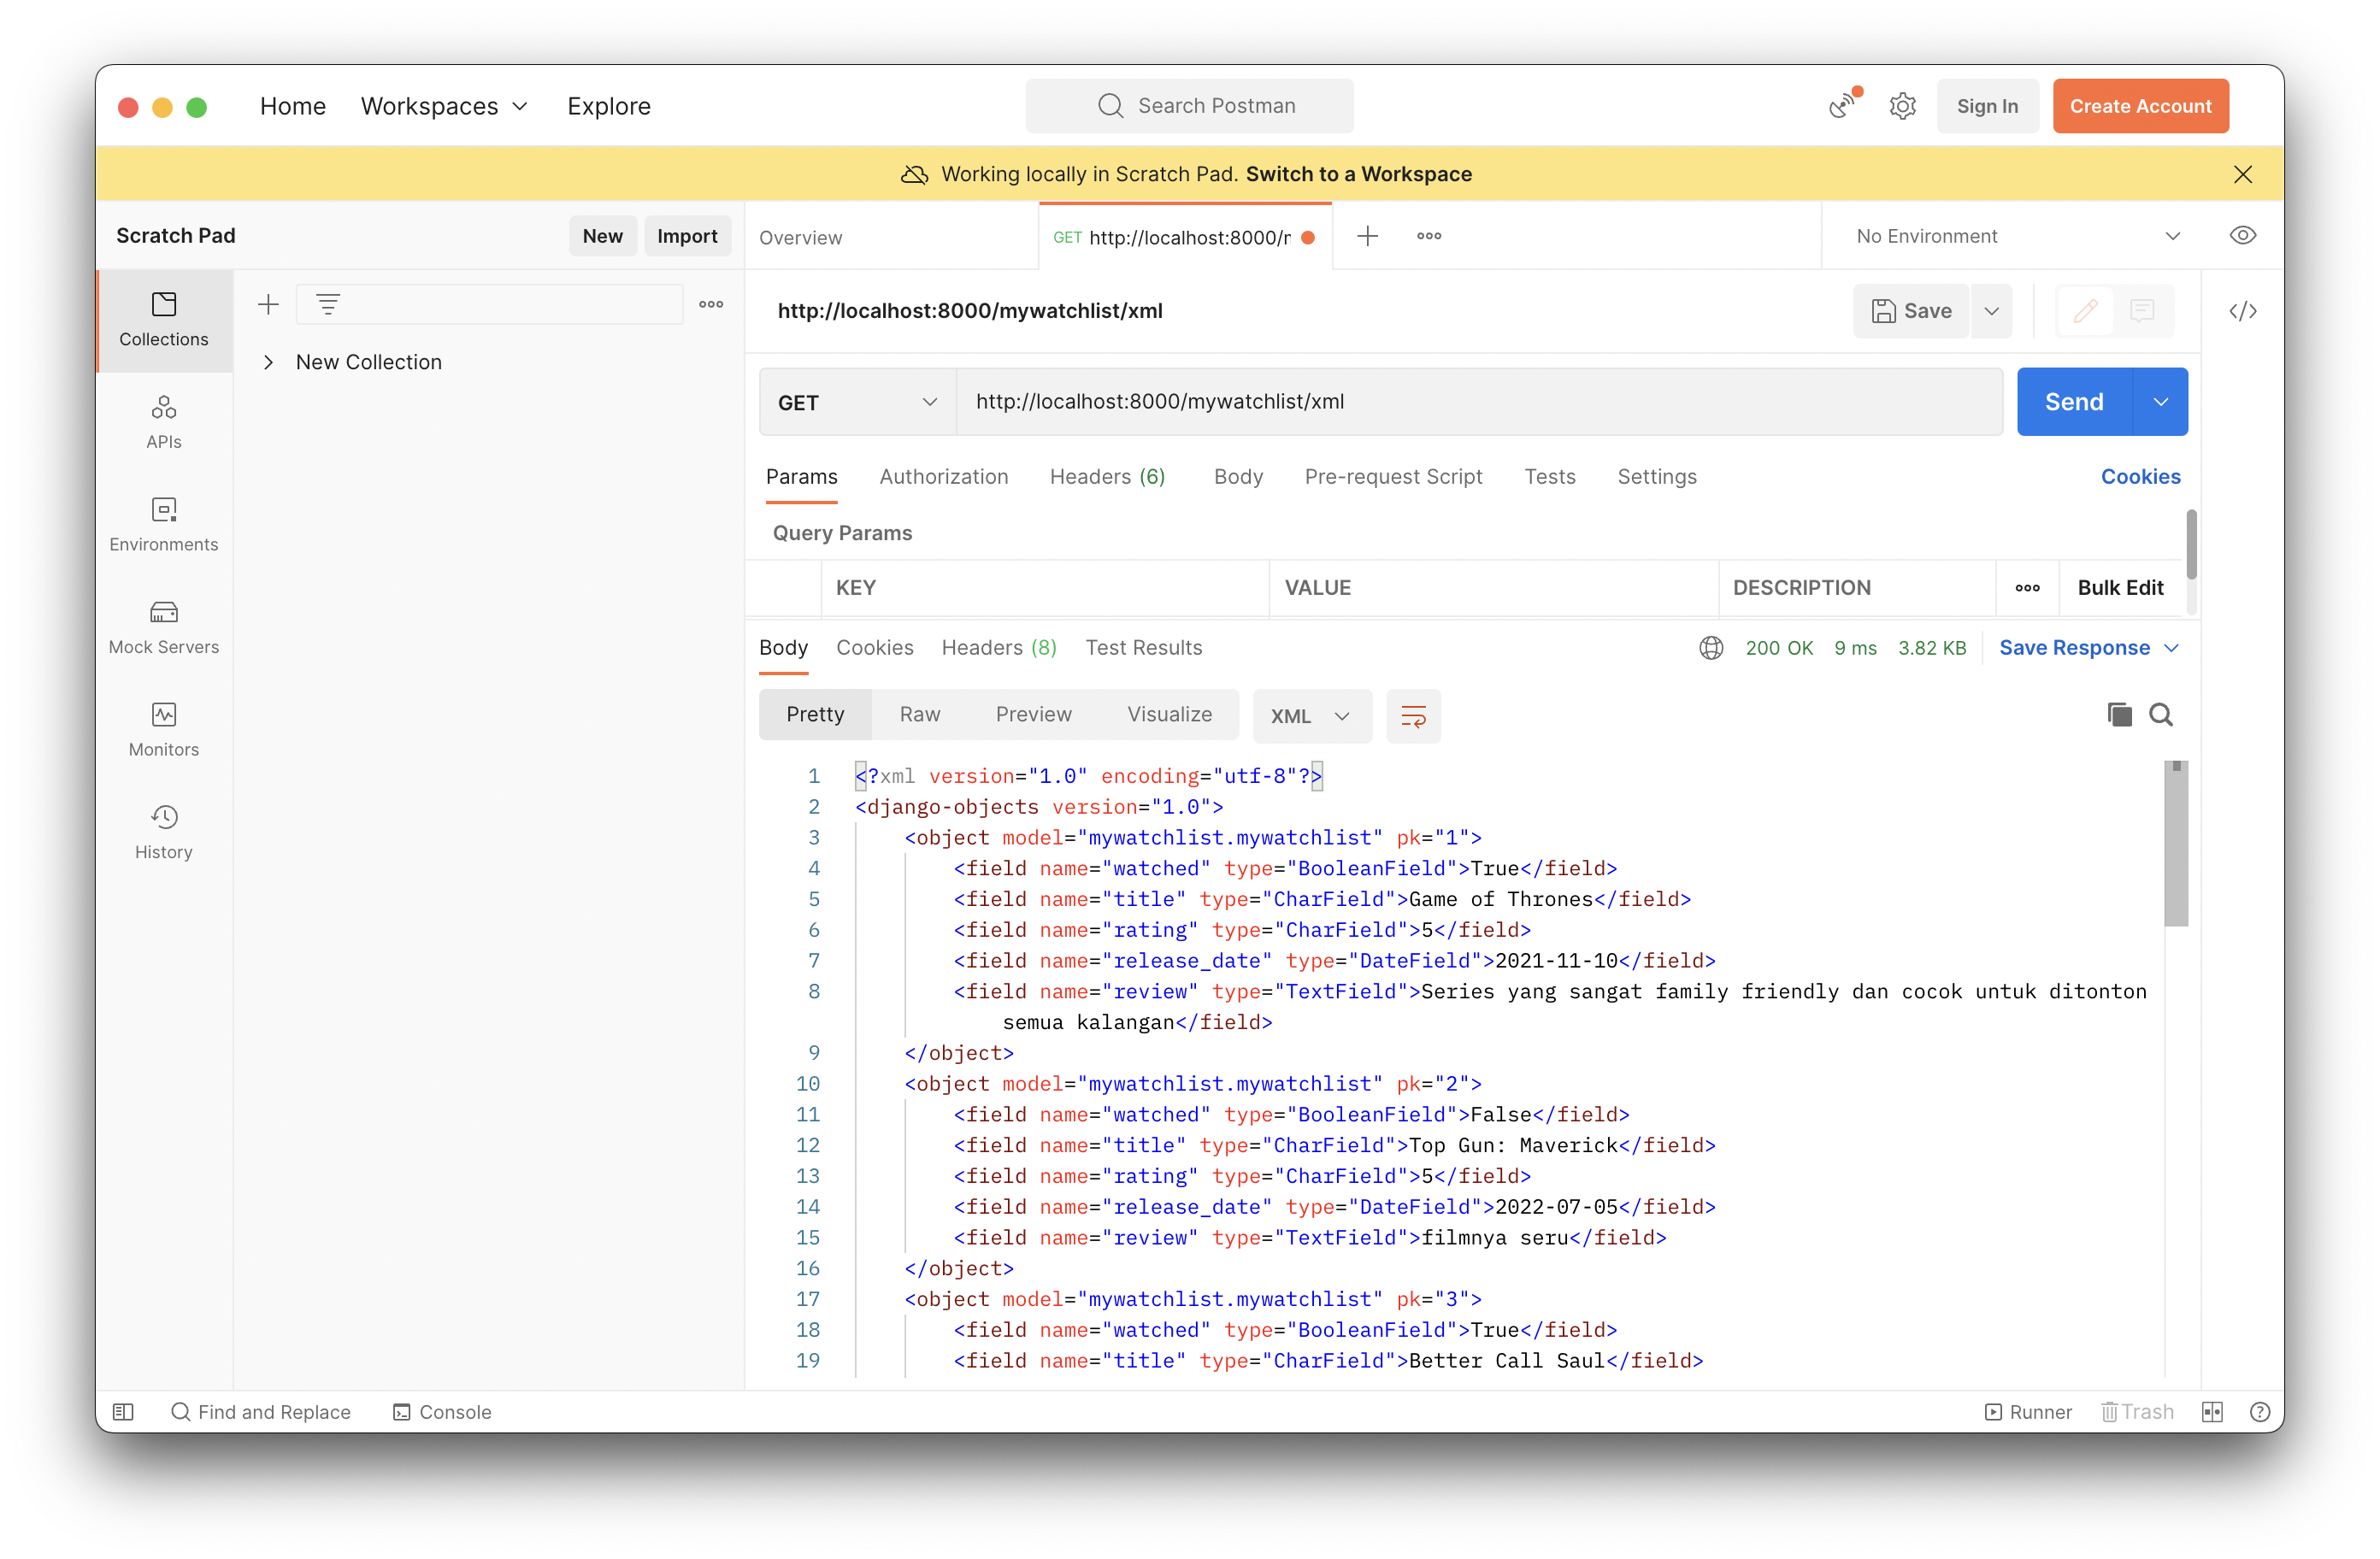 Home Workspaces Explore Search Postman Sign In Create Account
Working locally in Scratch Pad. Switch to a Workspace
Scratch Pad New Import
Overview GET http://localhost:8000/r No Environment
Collections
APIs
Environments
Mock Servers
Monitors
History
New Collection
http://localhost:8000/mywatchlist/xml Save
GET http://localhost:8000/mywatchlist/xml Send
Params Authorization Headers (6) Body Pre-request Script Tests Settings Cookies
Query Params
KEY VALUE DESCRIPTION Bulk Edit
Body Cookies Headers (8) Test Results 200 OK 9 ms 3.82 KB Save Response
Pretty Raw Preview Visualize XML
1 <?xml version="1.0" encoding="utf-8"?>
2 <django-objects version="1.0">
3 <object model="mywatchlist.mywatchlist" pk="1">
4 <field name="watched" type="BooleanField">True</field>
5 <field name="title" type="CharField">Game of Thrones</field>
6 <field name="rating" type="CharField">5</field>
7 <field name="release_date" type="DateField">2021-11-10</field>
8 <field name="review" type="TextField">Series yang sangat family friendly dan cocok untuk ditonton
semua kalangan</field>
9 </object>
10 <object model="mywatchlist.mywatchlist" pk="2">
11 <field name="watched" type="BooleanField">False</field>
12 <field name="title" type="CharField">Top Gun: Maverick</field>
13 <field name="rating" type="CharField">5</field>
14 <field name="release_date" type="DateField">2022-07-05</field>
15 <field name="review" type="TextField">filmnya seru</field>
16 </object>
17 <object model="mywatchlist.mywatchlist" pk="3">
18 <field name="watched" type="BooleanField">True</field>
19 <field name="title" type="CharField">Better Call Saul</field>
Find and Replace Console Runner Trash